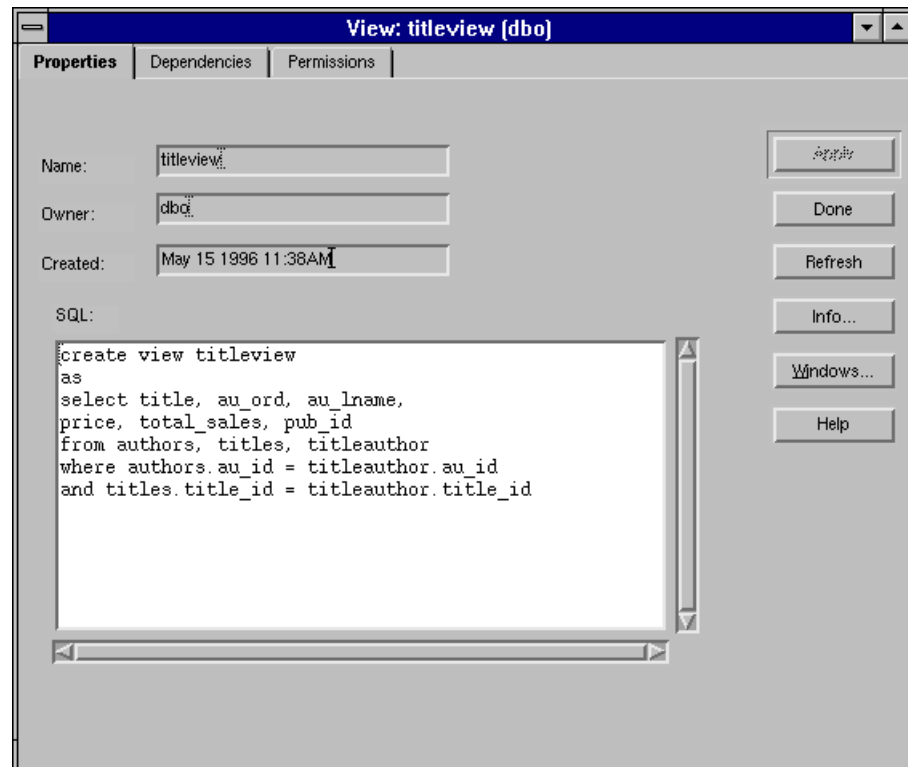 View: titleview (dbo)
Properties Dependencies Permissions
Name: titleview
Owner: dbo
Created: May 15 1996 11:38AM
SQL:
create view titleview
as
select title, au_ord, au_lname,
price, total_sales, pub_id
from authors, titles, titleauthor
where authors.au_id = titleauthor.au_id
and titles.title_id = titleauthor.title_id
Apply
Done
Refresh
Info...
Windows...
Help